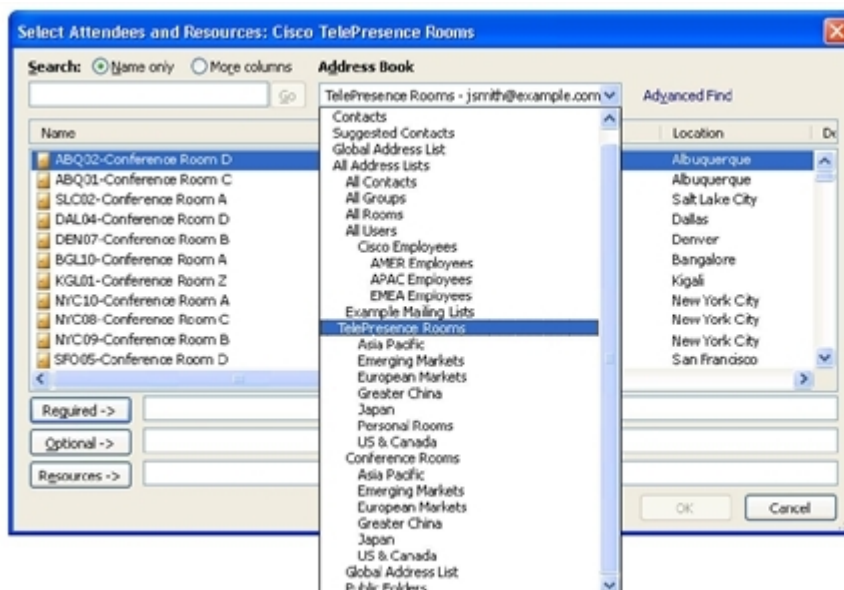 Select Attendees and Resources: Cisco TelePresence Rooms
Search: Name only More columns Address Book
Go TelePresence Rooms - jsmith@example.com Advanced Find
Name Location De
ABQ02-Conference Room D Albuquerque
ABQ01-Conference Room C Albuquerque
SLC02-Conference Room A Salt Lake City
DAL04-Conference Room D Dallas
DEN07-Conference Room B Denver
BGL10-Conference Room A Bangalore
KGL01-Conference Room Z Kigali
NYC10-Conference Room A New York City
NYC08-Conference Room C New York City
NYC09-Conference Room B New York City
SFO05-Conference Room D San Francisco
Contacts
Suggested Contacts
Global Address List
All Address Lists
All Contacts
All Groups
All Rooms
All Users
Cisco Employees
AMER Employees
APAC Employees
EMEA Employees
Example Mailing Lists
TelePresence Rooms
Asia Pacific
Emerging Markets
European Markets
Greater China
Japan
Personal Rooms
US & Canada
Conference Rooms
Asia Pacific
Emerging Markets
European Markets
Greater China
Japan
US & Canada
Global Address List
Public Folders
Required ->
Optional ->
Resources ->
OK Cancel